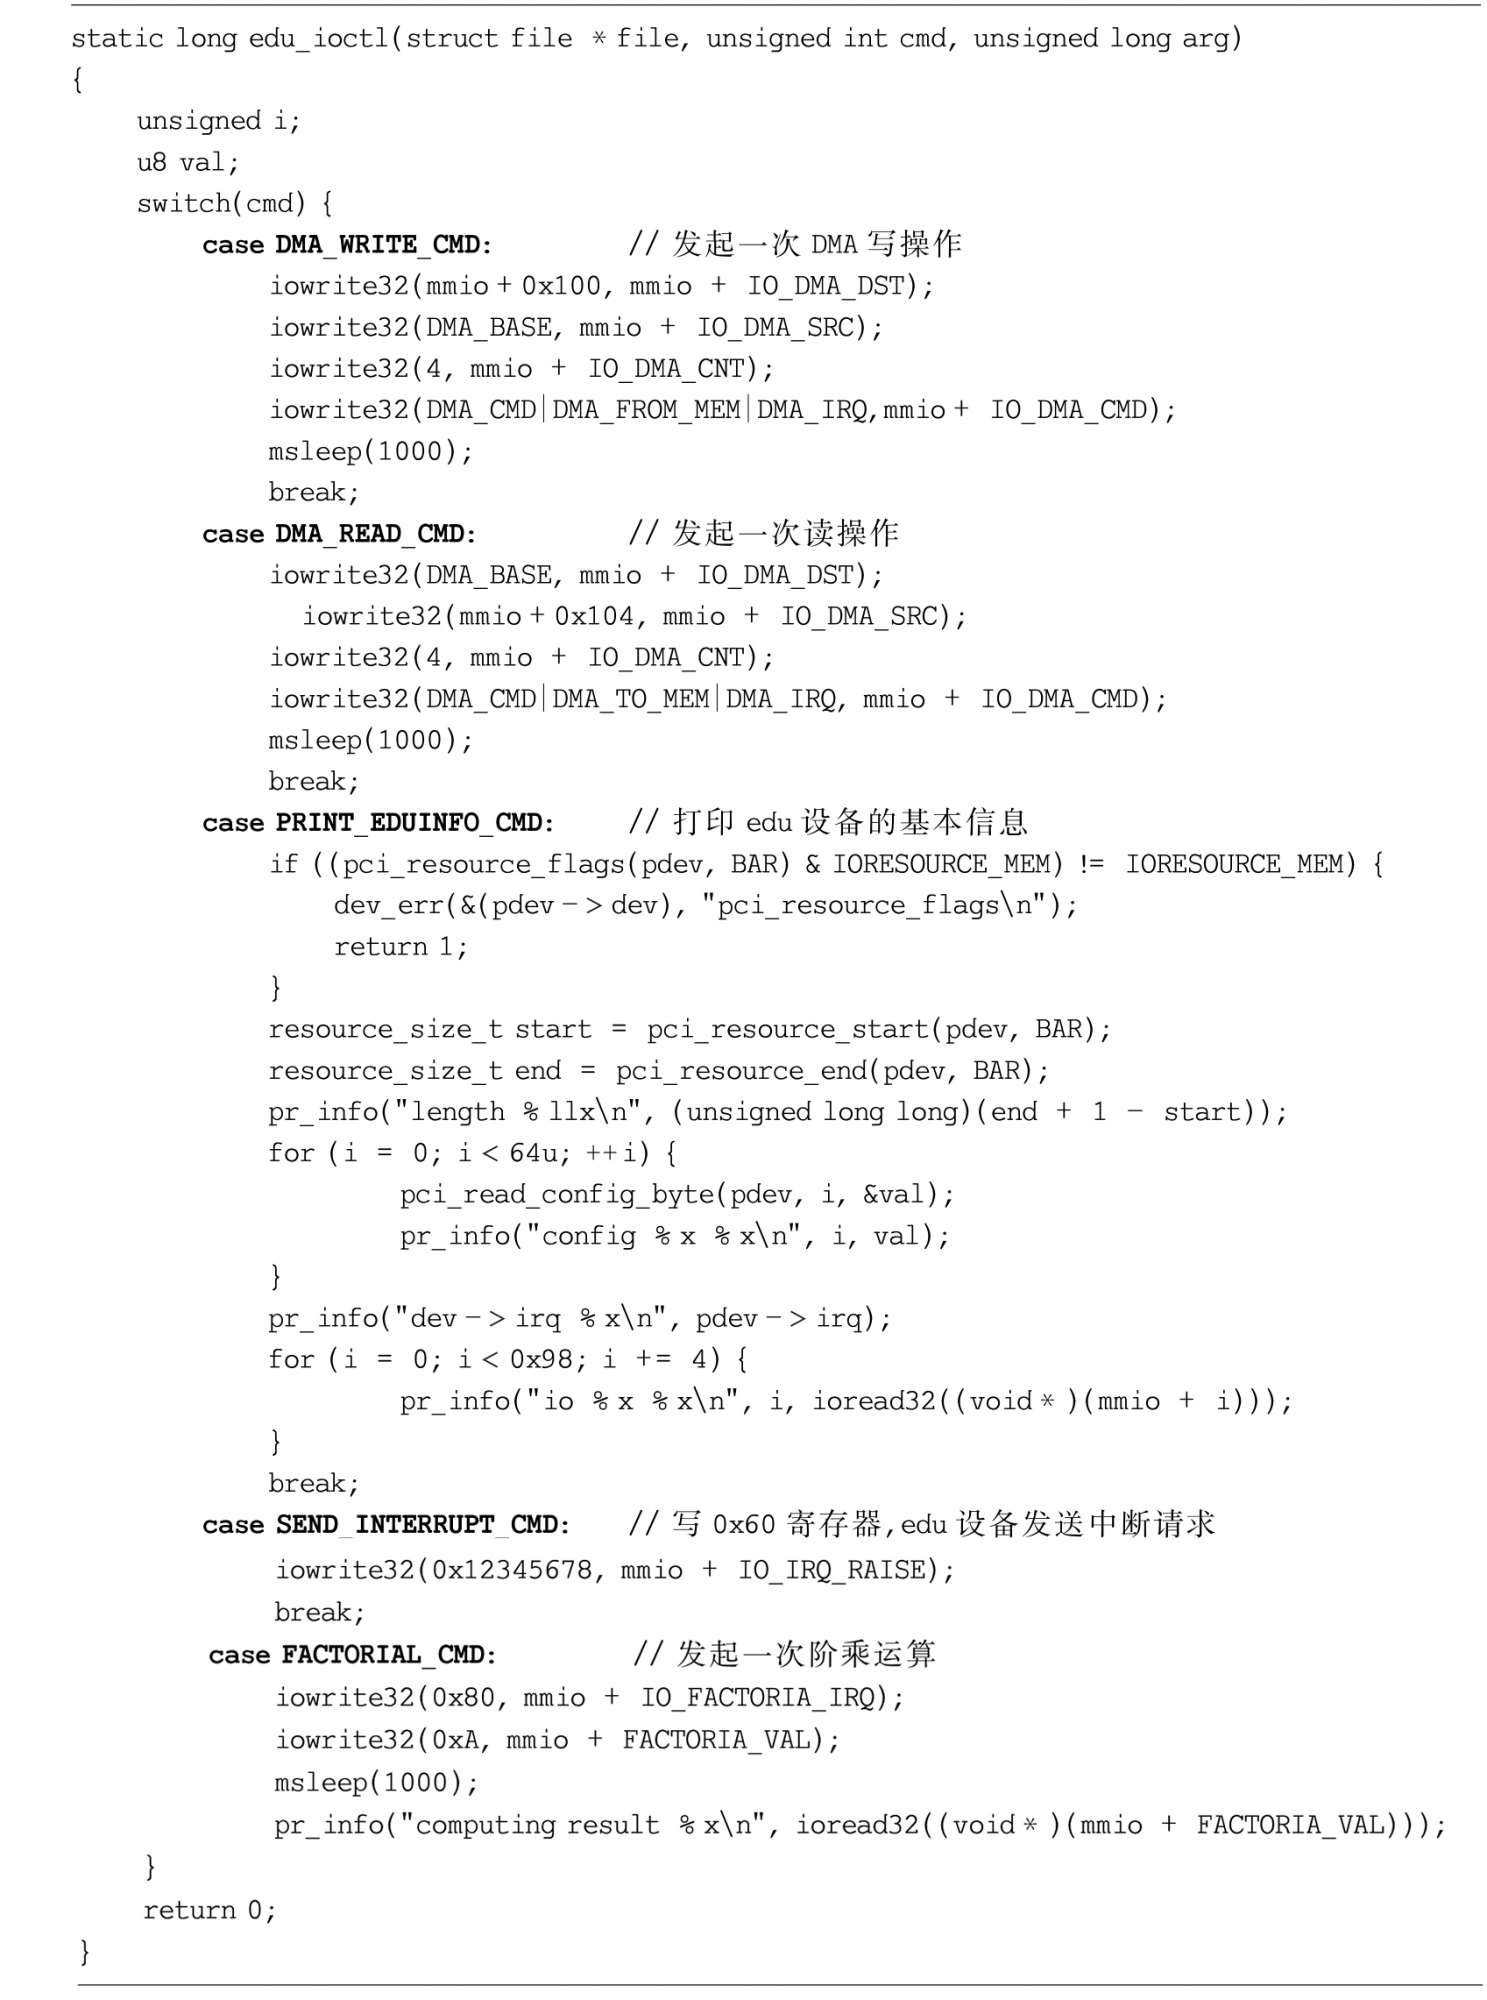 static long edu_ioctl(struct file *file, unsigned int cmd, unsigned long arg)
{
    unsigned i;
    u8 val;
    switch(cmd) {
        case DMA_WRITE_CMD:        // 发起一次 DMA 写操作
            iowrite32(mmio+0x100, mmio + IO_DMA_DST);
            iowrite32(DMA_BASE, mmio + IO_DMA_SRC);
            iowrite32(4, mmio + IO_DMA_CNT);
            iowrite32(DMA_CMD|DMA_FROM_MEM|DMA_IRQ,mmio+ IO_DMA_CMD);
            msleep(1000);
            break;
        case DMA_READ_CMD:         // 发起一次读操作
            iowrite32(DMA_BASE, mmio + IO_DMA_DST);
              iowrite32(mmio+0x104, mmio + IO_DMA_SRC);
            iowrite32(4, mmio + IO_DMA_CNT);
            iowrite32(DMA_CMD|DMA_TO_MEM|DMA_IRQ, mmio + IO_DMA_CMD);
            msleep(1000);
            break;
        case PRINT_EDUINFO_CMD:    // 打印 edu 设备的基本信息
            if ((pci_resource_flags(pdev, BAR) & IORESOURCE_MEM) != IORESOURCE_MEM) {
                dev_err(&(pdev->dev), "pci_resource_flags\n");
                return 1;
            }
            resource_size_t start = pci_resource_start(pdev, BAR);
            resource_size_t end = pci_resource_end(pdev, BAR);
            pr_info("length %llx\n", (unsigned long long)(end + 1 - start));
            for (i = 0; i<64u; ++i) {
                    pci_read_config_byte(pdev, i, &val);
                    pr_info("config %x %x\n", i, val);
            }
            pr_info("dev->irq %x\n", pdev->irq);
            for (i = 0; i<0x98; i += 4) {
                    pr_info("io %x %x\n", i, ioread32((void*)(mmio + i)));
            }
            break;
        case SEND_INTERRUPT_CMD:   // 写 0x60 寄存器,edu 设备发送中断请求
            iowrite32(0x12345678, mmio + IO_IRQ_RAISE);
            break;
        case FACTORIAL_CMD:        // 发起一次阶乘运算
            iowrite32(0x80, mmio + IO_FACTORIA_IRQ);
            iowrite32(0xA, mmio + FACTORIA_VAL);
            msleep(1000);
            pr_info("computing result %x\n", ioread32((void*)(mmio + FACTORIA_VAL)));
    }
    return 0;
}